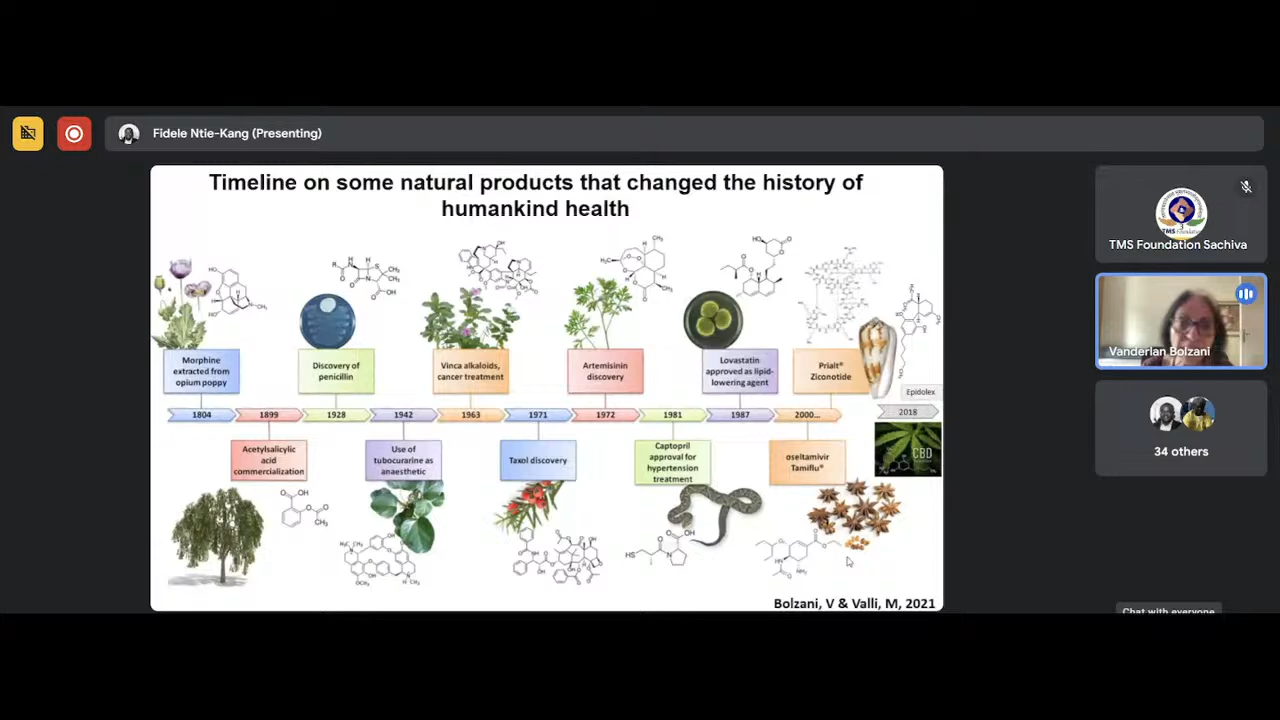 Fidele Ntie-Kang (Presenting)
Timeline on some natural products that changed the history of
humankind health
Morphine
extracted from
opium poppy
Discovery of
penicillin
Vinca alkaloids,
cancer treatment
Artemisinin
discovery
Lovastatin
approved as lipid-
lowering agent
Prialt®
Ziconotide
Epidolex
1804
1899
1928
1942
1963
1971
1972
1981
1987
2000...
2018
Acetylsalicylic
acid
commercialization
Use of
tubocurarine as
anaesthetic
Taxol discovery
Captopril
approval for
hypertension
treatment
oseltamivir
Tamiflu®
CBD
Bolzani, V & Valli, M, 2021
TMS Foundation Sachiva
Vanderlan Bolzani
34 others
Chat with everyone